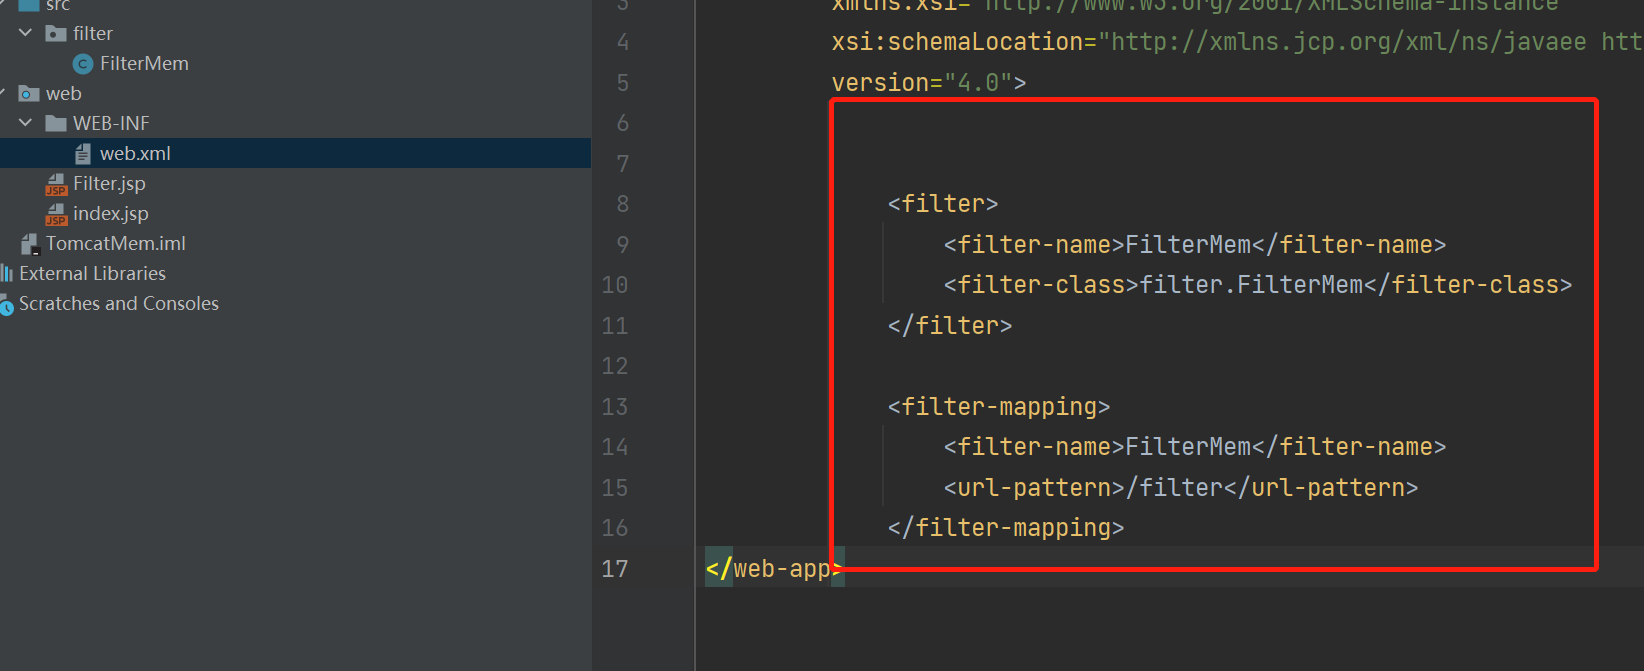 src
filter
FilterMem
web
WEB-INF
web.xml
Filter.jsp
index.jsp
TomcatMem.iml
External Libraries
Scratches and Consoles
3 xmlns:xsi="http://www.w3.org/2001/XMLSchema-instance
4 xsi:schemaLocation="http://xmlns.jcp.org/xml/ns/javaee htt
5 version="4.0">
6
7
8 <filter>
9 <filter-name>FilterMem</filter-name>
10 <filter-class>filter.FilterMem</filter-class>
11 </filter>
12
13 <filter-mapping>
14 <filter-name>FilterMem</filter-name>
15 <url-pattern>/filter</url-pattern>
16 </filter-mapping>
17 </web-app>